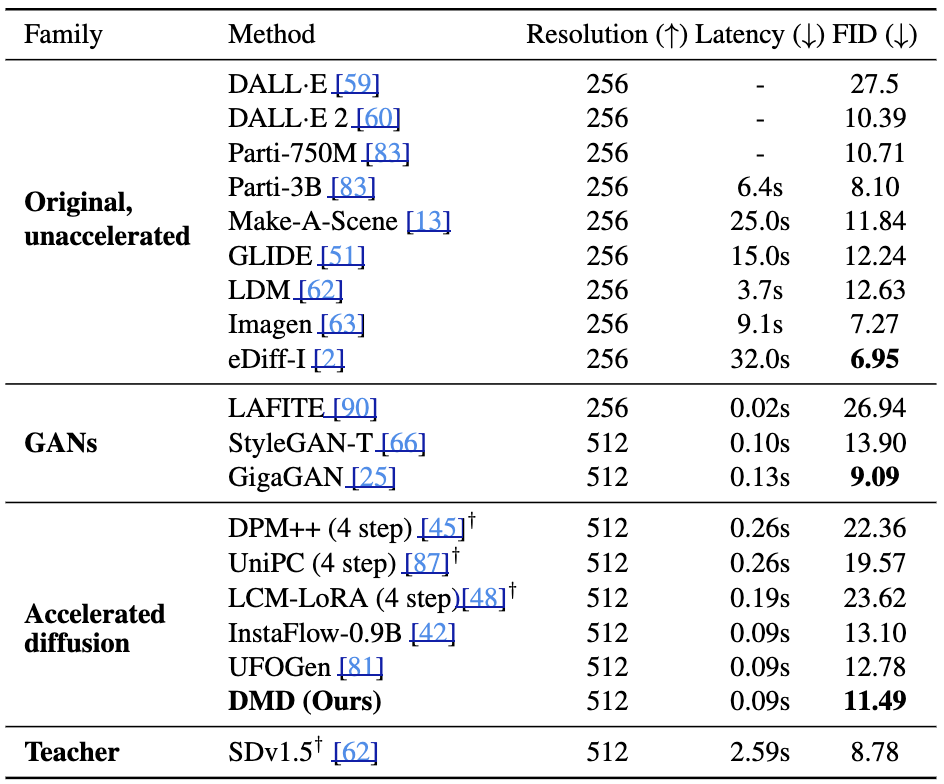 Family Method Resolution (↑) Latency (↓) FID (↓)
Original, unaccelerated
DALL·E [59] 256 - 27.5
DALL·E 2 [60] 256 - 10.39
Parti-750M [83] 256 - 10.71
Parti-3B [83] 256 6.4s 8.10
Make-A-Scene [13] 256 25.0s 11.84
GLIDE [51] 256 15.0s 12.24
LDM [62] 256 3.7s 12.63
Imagen [63] 256 9.1s 7.27
eDiff-I [2] 256 32.0s 6.95
GANs
LAFITE [90] 256 0.02s 26.94
StyleGAN-T [66] 512 0.10s 13.90
GigaGAN [25] 512 0.13s 9.09
Accelerated diffusion
DPM++ (4 step) [45]† 512 0.26s 22.36
UniPC (4 step) [87]† 512 0.26s 19.57
LCM-LoRA (4 step)[48]† 512 0.19s 23.62
InstaFlow-0.9B [42] 512 0.09s 13.10
UFOGen [81] 512 0.09s 12.78
DMD (Ours) 512 0.09s 11.49
Teacher SDv1.5† [62] 512 2.59s 8.78